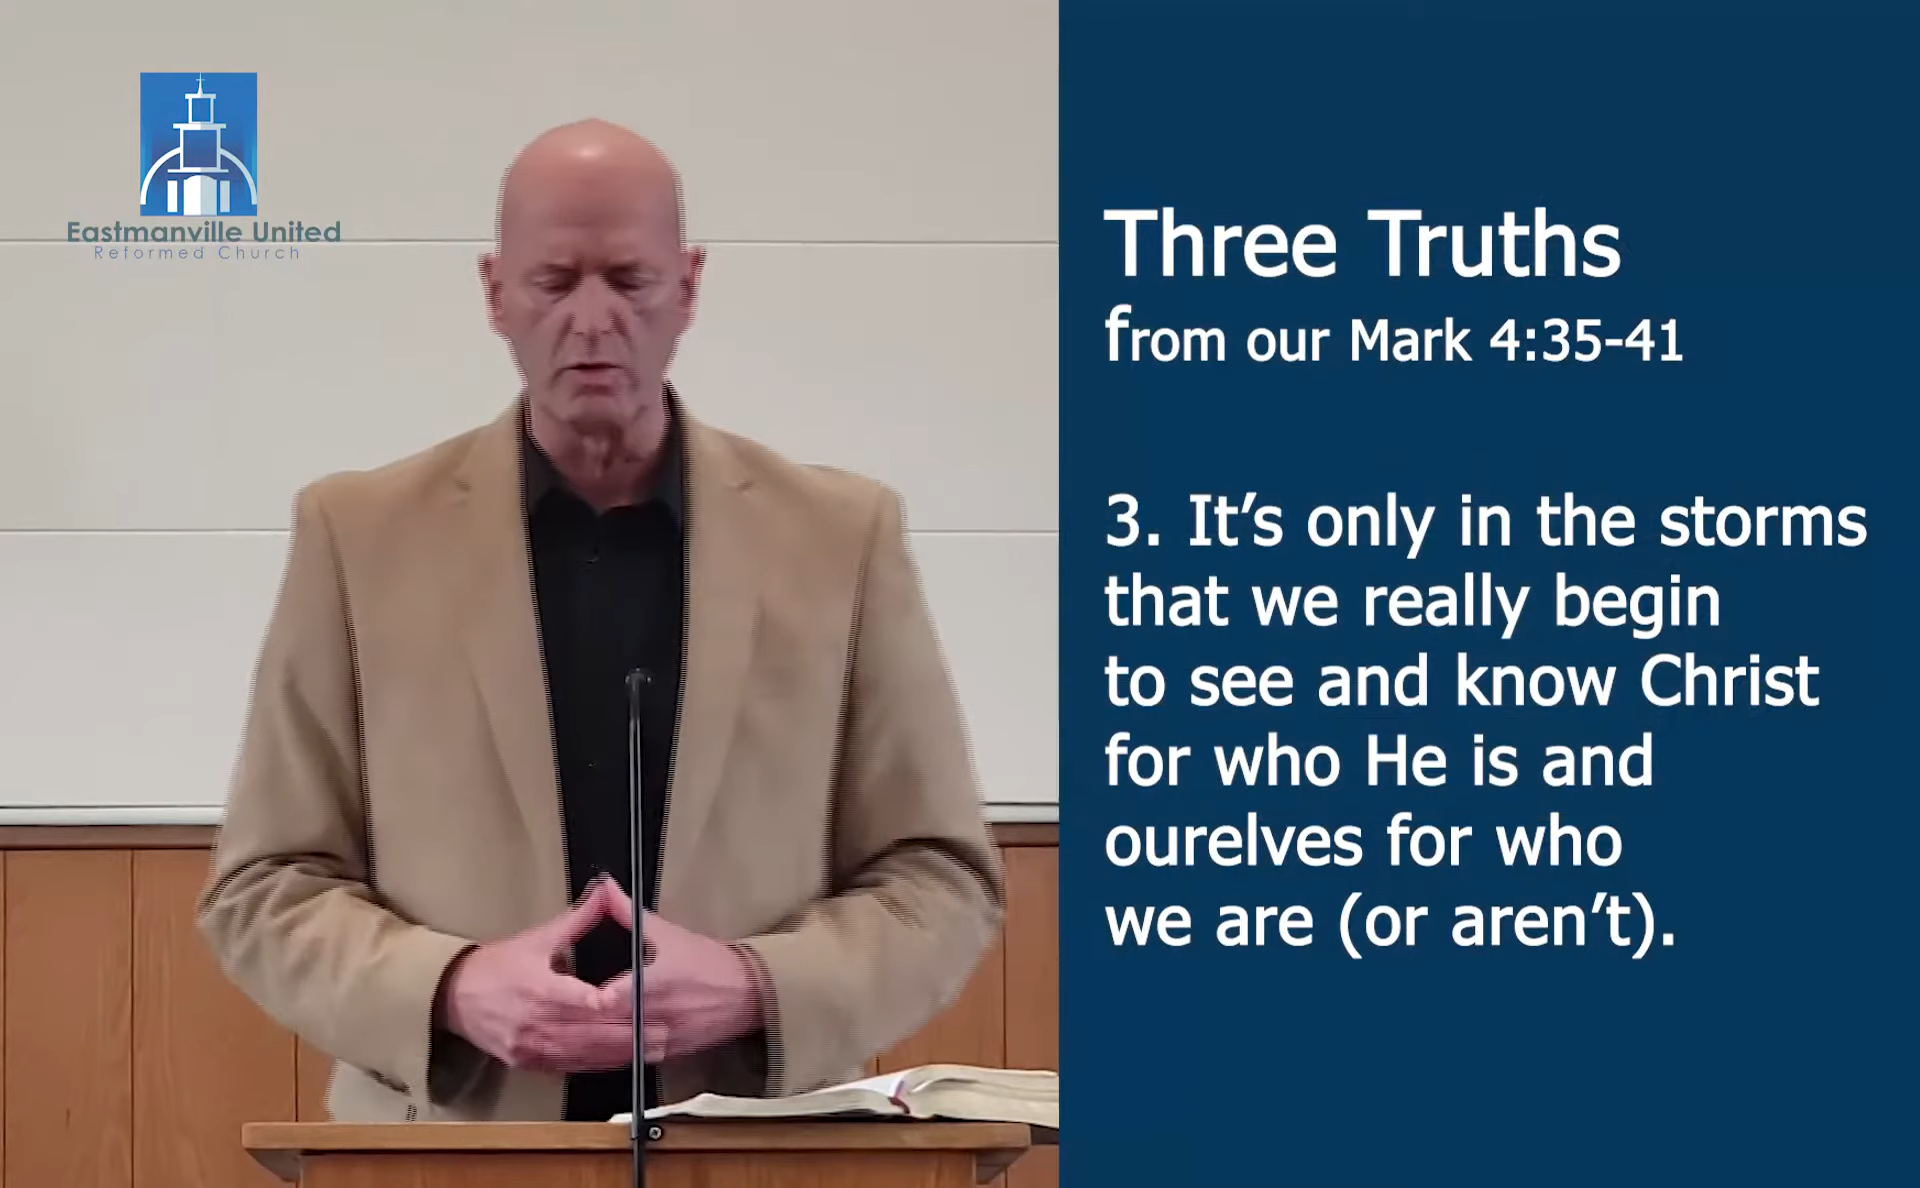 Eastmanville United
Reformed Church
Three Truths
from our Mark 4:35-41
3. It’s only in the storms
that we really begin
to see and know Christ
for who He is and
ourelves for who
we are (or aren’t).